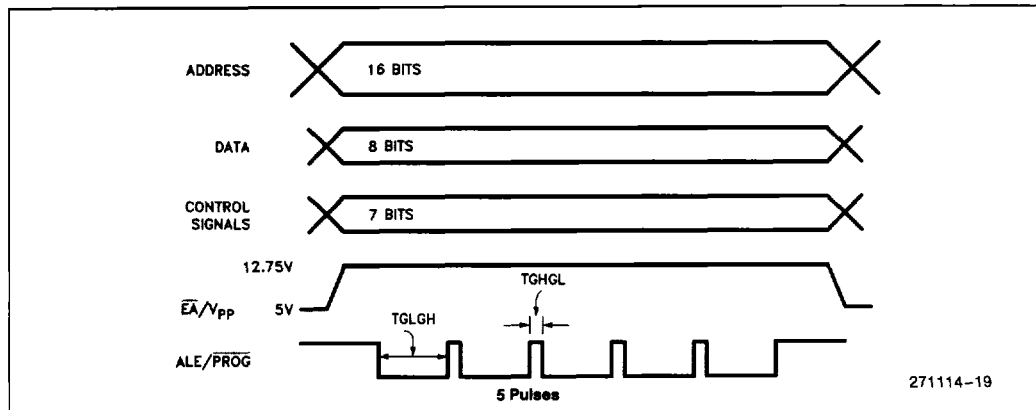 ADDRESS
16 BITS
DATA
8 BITS
CONTROL
SIGNALS
7 BITS
12.75V
TGHGL
EA/VPP
5V
TGLGH
ALE/PROG
5 Pulses
271114-19